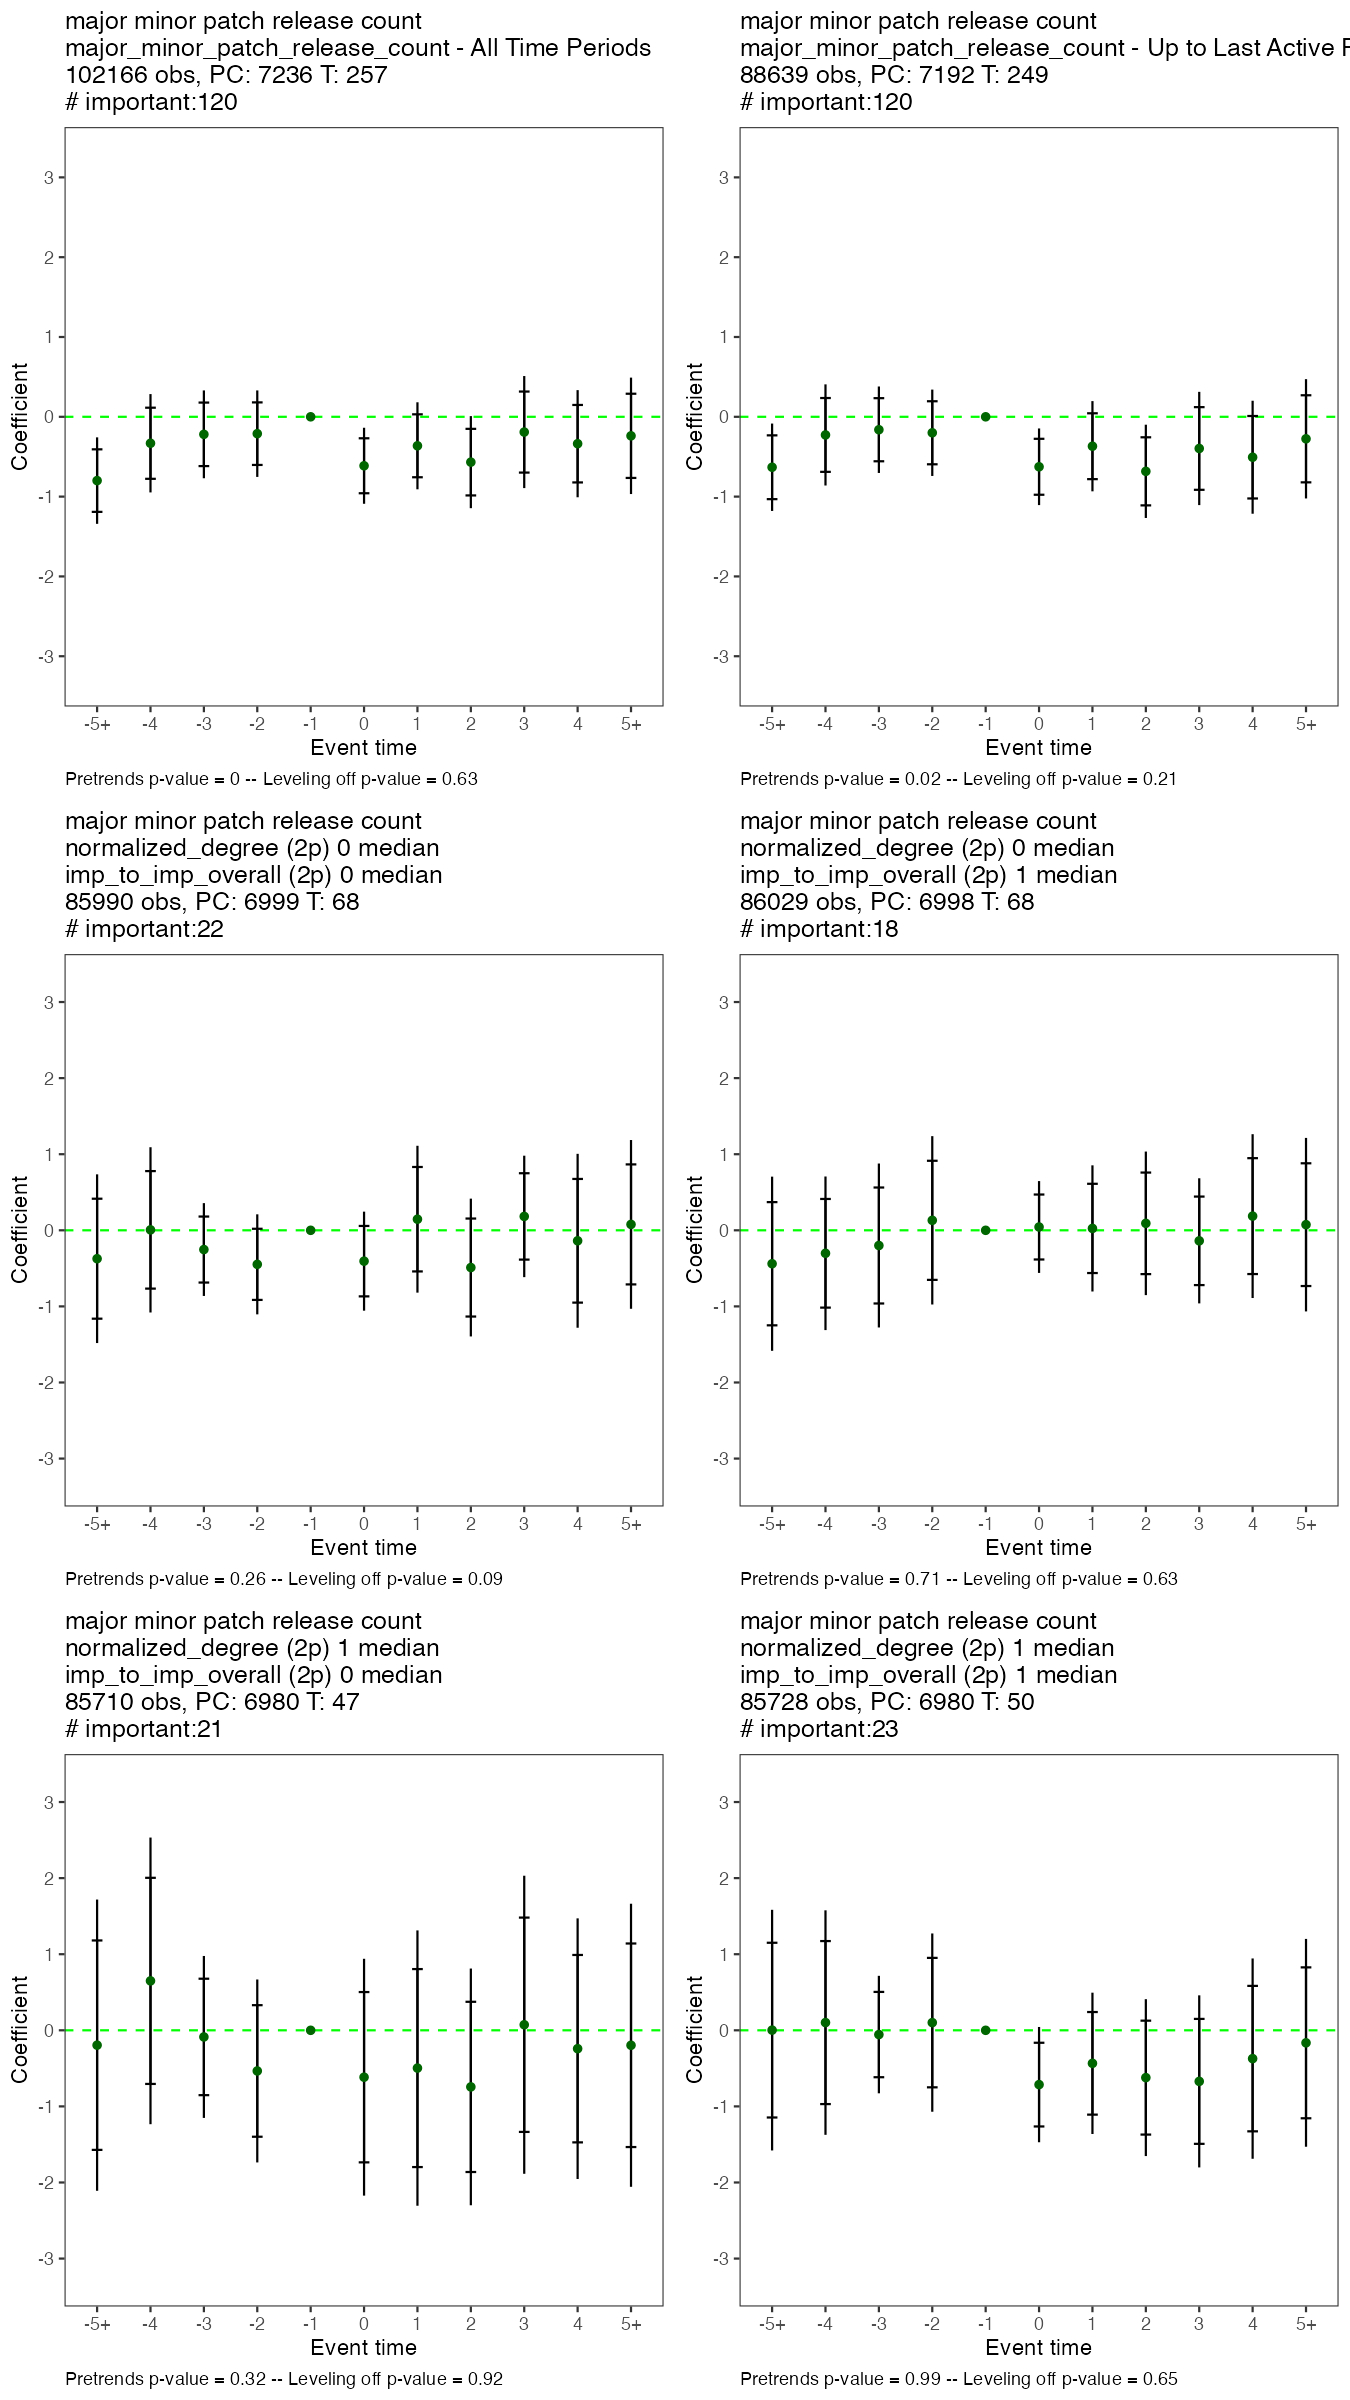 major minor patch release count
major_minor_patch_release_count - All Time Periods
102166 obs, PC: 7236 T: 257
# important:120
3
2
1
0
-1
-2
-3
Coefficient
-5+ -4 -3 -2 -1 0 1 2 3 4 5+
Event time
Pretrends p-value = 0 -- Leveling off p-value = 0.63
major minor patch release count
major_minor_patch_release_count - Up to Last Active
88639 obs, PC: 7192 T: 249
# important:120
3
2
1
0
-1
-2
-3
Coefficient
-5+ -4 -3 -2 -1 0 1 2 3 4 5+
Event time
Pretrends p-value = 0.02 -- Leveling off p-value = 0.21
major minor patch release count
normalized_degree (2p) 0 median
imp_to_imp_overall (2p) 0 median
85990 obs, PC: 6999 T: 68
# important:22
3
2
1
0
-1
-2
-3
Coefficient
-5+ -4 -3 -2 -1 0 1 2 3 4 5+
Event time
Pretrends p-value = 0.26 -- Leveling off p-value = 0.09
major minor patch release count
normalized_degree (2p) 0 median
imp_to_imp_overall (2p) 1 median
86029 obs, PC: 6998 T: 68
# important:18
3
2
1
0
-1
-2
-3
Coefficient
-5+ -4 -3 -2 -1 0 1 2 3 4 5+
Event time
Pretrends p-value = 0.71 -- Leveling off p-value = 0.63
major minor patch release count
normalized_degree (2p) 1 median
imp_to_imp_overall (2p) 0 median
85710 obs, PC: 6980 T: 47
# important:21
3
2
1
0
-1
-2
-3
Coefficient
-5+ -4 -3 -2 -1 0 1 2 3 4 5+
Event time
Pretrends p-value = 0.32 -- Leveling off p-value = 0.92
major minor patch release count
normalized_degree (2p) 1 median
imp_to_imp_overall (2p) 1 median
85728 obs, PC: 6980 T: 50
# important:23
3
2
1
0
-1
-2
-3
Coefficient
-5+ -4 -3 -2 -1 0 1 2 3 4 5+
Event time
Pretrends p-value = 0.99 -- Leveling off p-value = 0.65